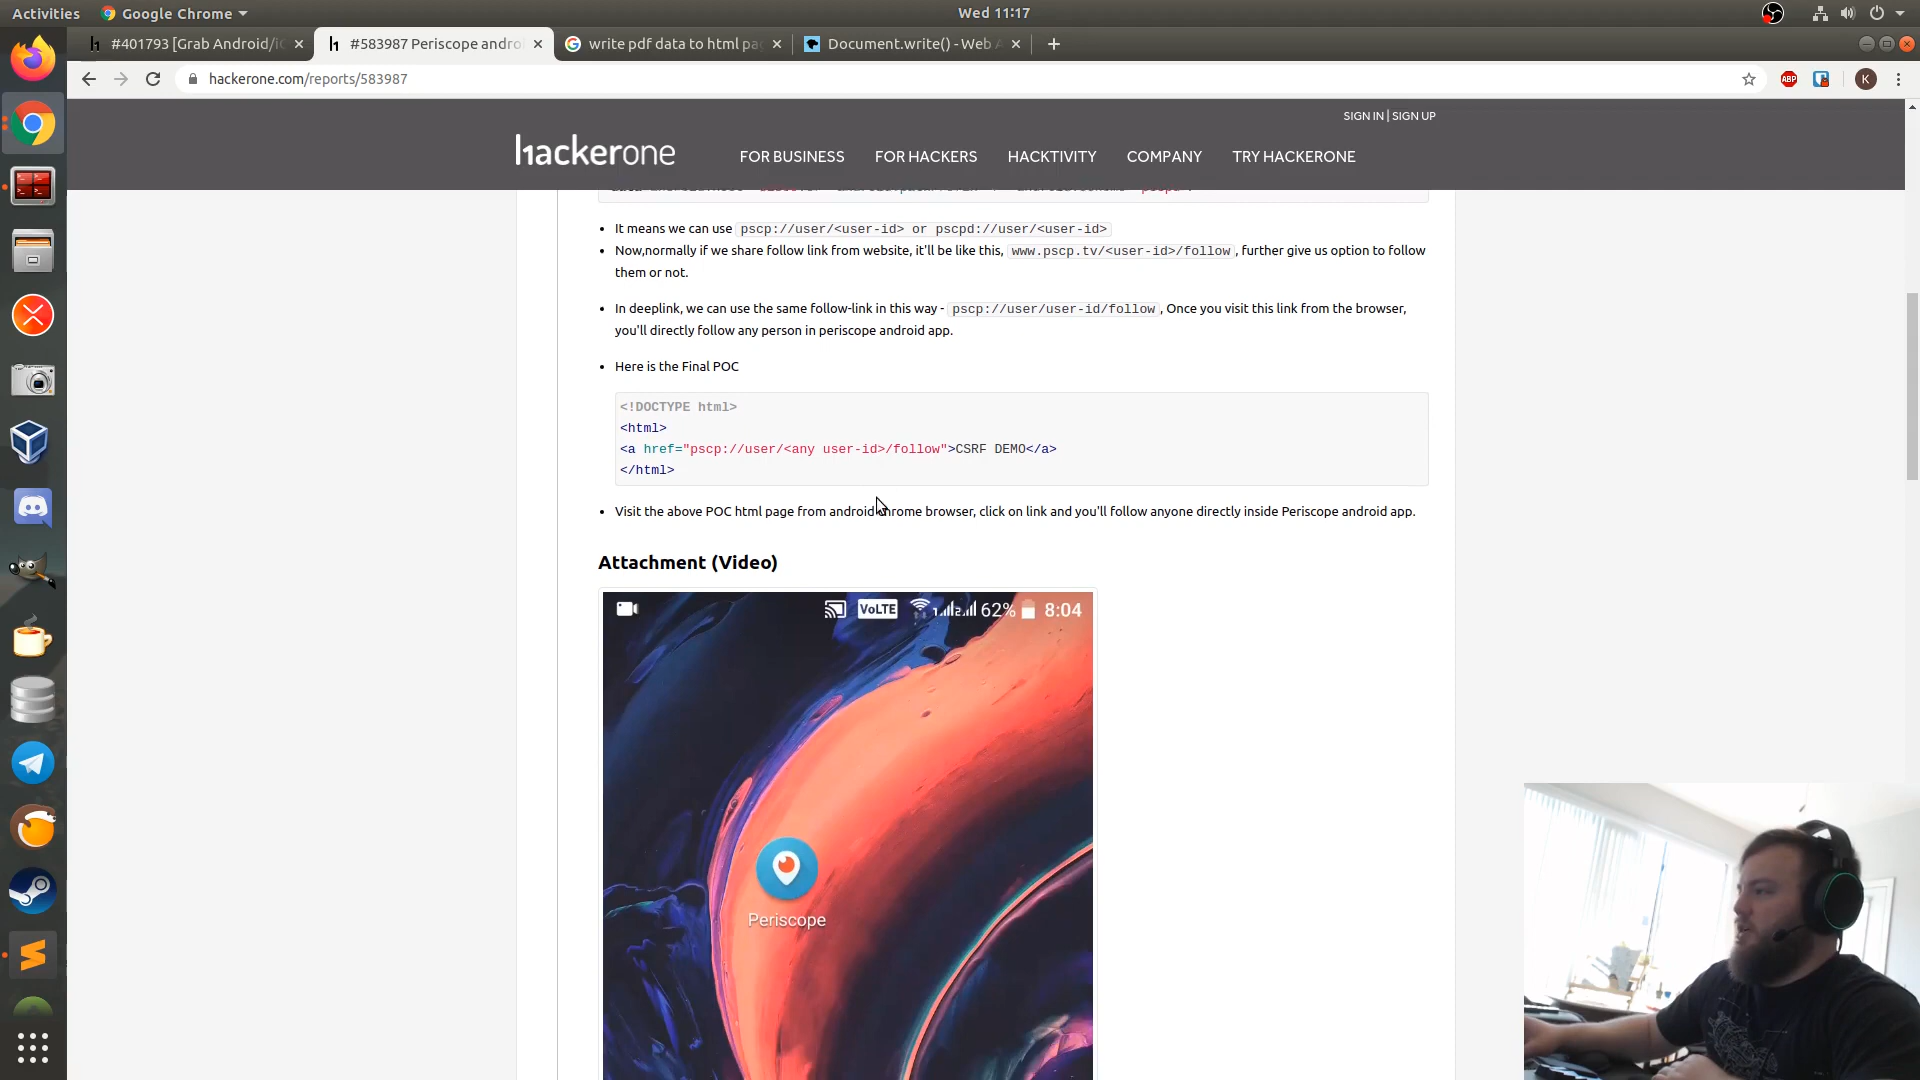 Activities
Google Chrome
Wed 11:17
#401793 [Grab Android/i
#583987 Periscope andro
write pdf data to html pa
Document.write() - Web A
hackerone.com/reports/583987
ABP
K
SIGN IN | SIGN UP
hackerone
FOR BUSINESS
FOR HACKERS
HACKTIVITY
COMPANY
TRY HACKERONE
It means we can use pscp://user/<user-id> or pscpd://user/<user-id>
Now,normally if we share follow link from website, it'll be like this, www.pscp.tv/<user-id>/follow, further give us option to follow
them or not.
In deeplink, we can use the same follow-link in this way - pscp://user/user-id/follow, Once you visit this link from the browser,
you'll directly follow any person in periscope android app.
Here is the Final POC
<!DOCTYPE html>
<html>
<a href="pscp://user/<any user-id>/follow">CSRF DEMO</a>
</html>
Visit the above POC html page from android chrome browser, click on link and you'll follow anyone directly inside Periscope android app.
Attachment (Video)
VoLTE
62%
8:04
Periscope